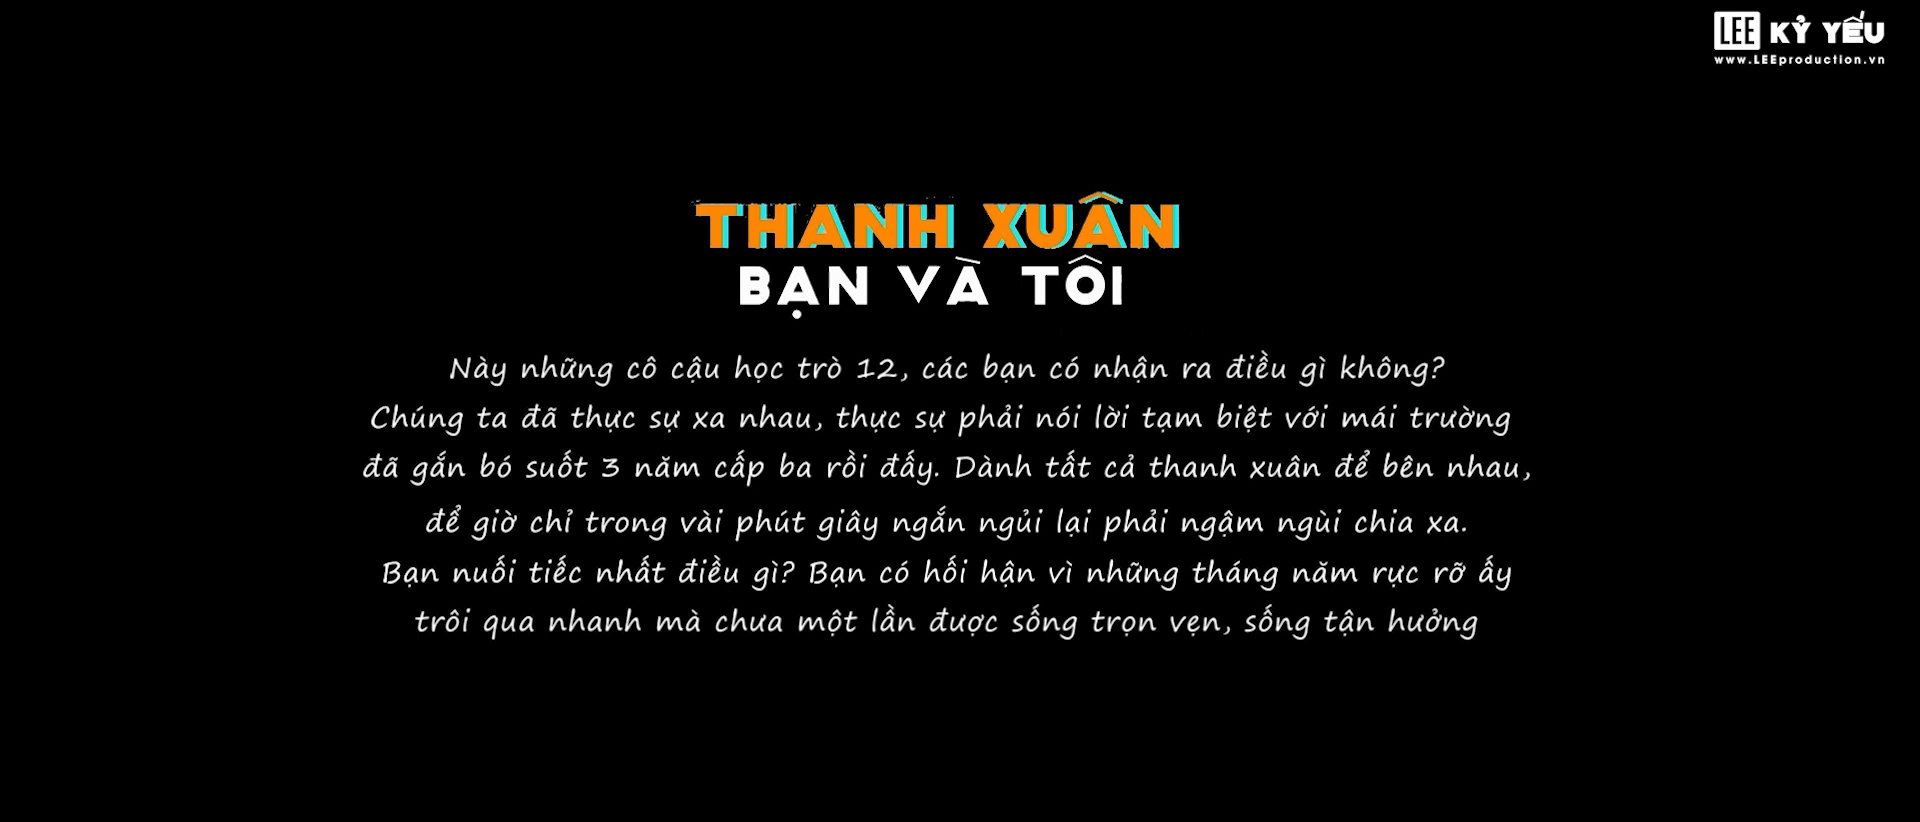 LEE KỶ YẾU
www.LEEproduction.vn
THANH XUÂN
BẠN VÀ TÔI
Này những cô cậu học trò 12, các bạn có nhận ra điều gì không?
Chúng ta đã thực sự xa nhau, thực sự phải nói lời tạm biệt với mái trường
đã gắn bó suốt 3 năm cấp ba rồi đấy. Dành tất cả thanh xuân để bên nhau,
để giờ chỉ trong vài phút giây ngắn ngủi lại phải ngậm ngùi chia xa.
Bạn nuối tiếc nhất điều gì? Bạn có hối hận vì những tháng năm rực rỡ ấy
trôi qua nhanh mà chưa một lần được sống trọn vẹn, sống tận hưởng